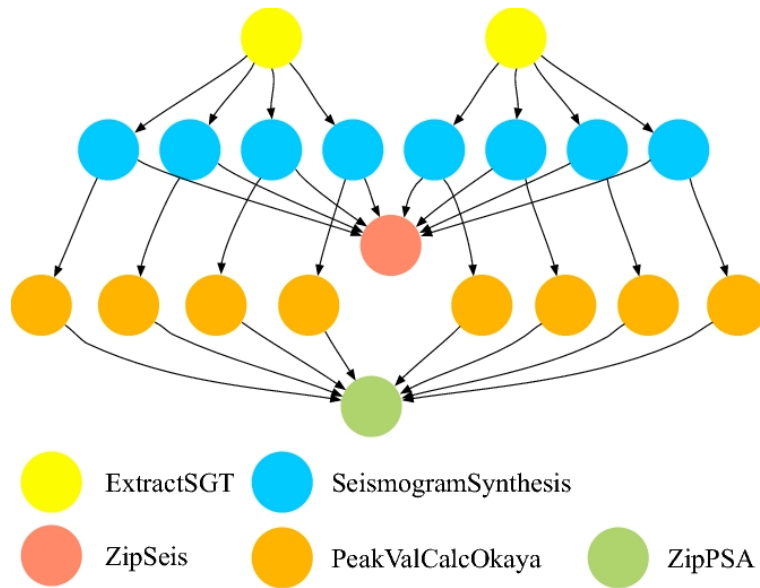 ExtractSGT
SeismogramSynthesis
ZipSeis
PeakValCalcOkaya
ZipPSA